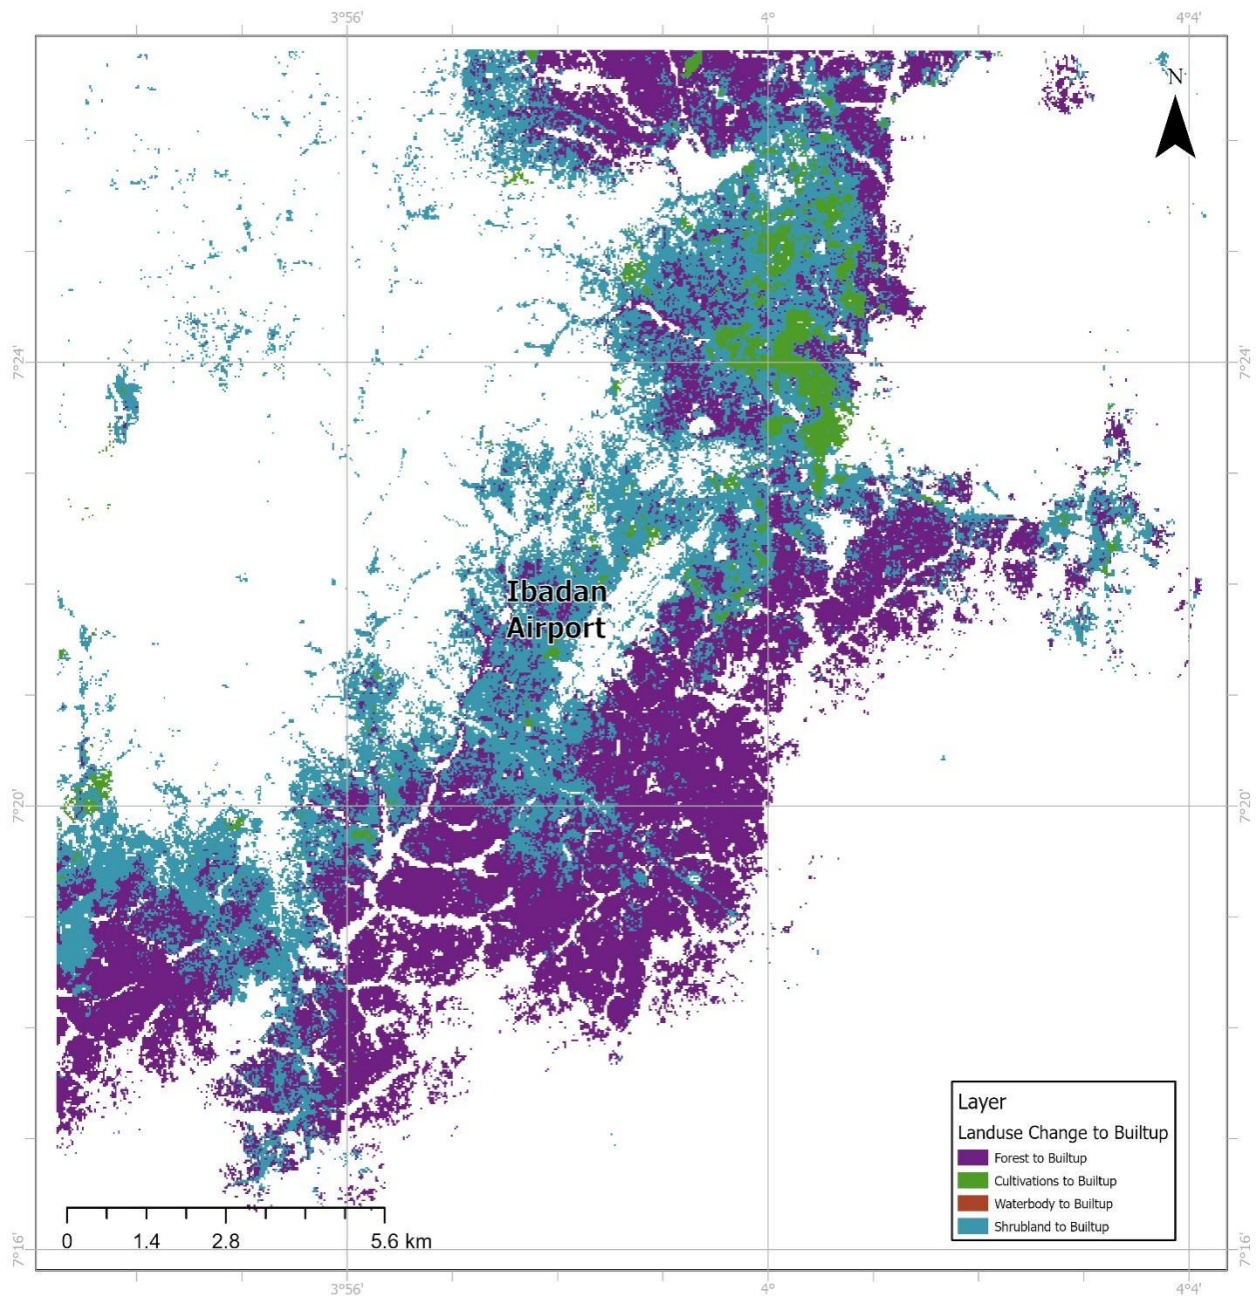 3°56'
4°
4°4'
N
7°24'
7°24'
Ibadan
Airport
7°20'
7°20'
Layer
Landuse Change to Builtup
Forest to Builtup
Cultivations to Builtup
Waterbody to Builtup
Shrubland to Builtup
0 1.4 2.8 5.6 km
7°16'
7°16'
3°56'
4°
4°4'